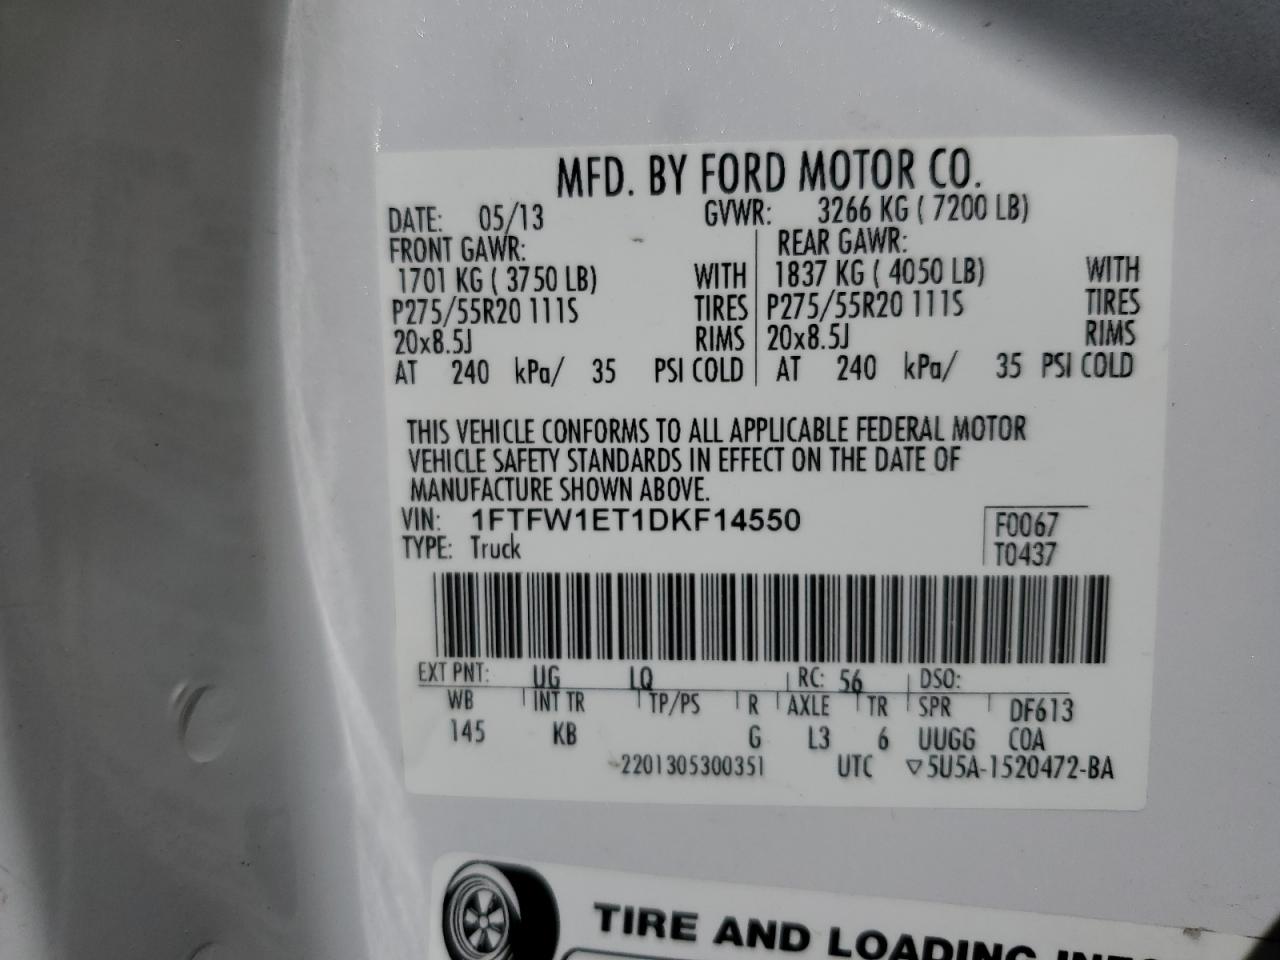 MFD. BY FORD MOTOR CO.
DATE: 05/13 GVWR: 3266 KG ( 7200 LB)
FRONT GAWR: REAR GAWR:
1701 KG ( 3750 LB) WITH 1837 KG ( 4050 LB) WITH
P275/55R20 111S TIRES P275/55R20 111S TIRES
20x8.5J RIMS 20x8.5J RIMS
AT 240 kPa/ 35 PSI COLD AT 240 kPa/ 35 PSI COLD
THIS VEHICLE CONFORMS TO ALL APPLICABLE FEDERAL MOTOR
VEHICLE SAFETY STANDARDS IN EFFECT ON THE DATE OF
MANUFACTURE SHOWN ABOVE.
VIN: 1FTFW1ET1DKF14550 F0067
TYPE: Truck T0437
EXT PNT: UG LQ RC: 56 DSO:
WB INT TR TP/PS R AXLE TR SPR DF613
145 KB G L3 6 UUGG COA
2201305300351 UTC ▽5U5A-1520472-BA
TIRE AND LOADING